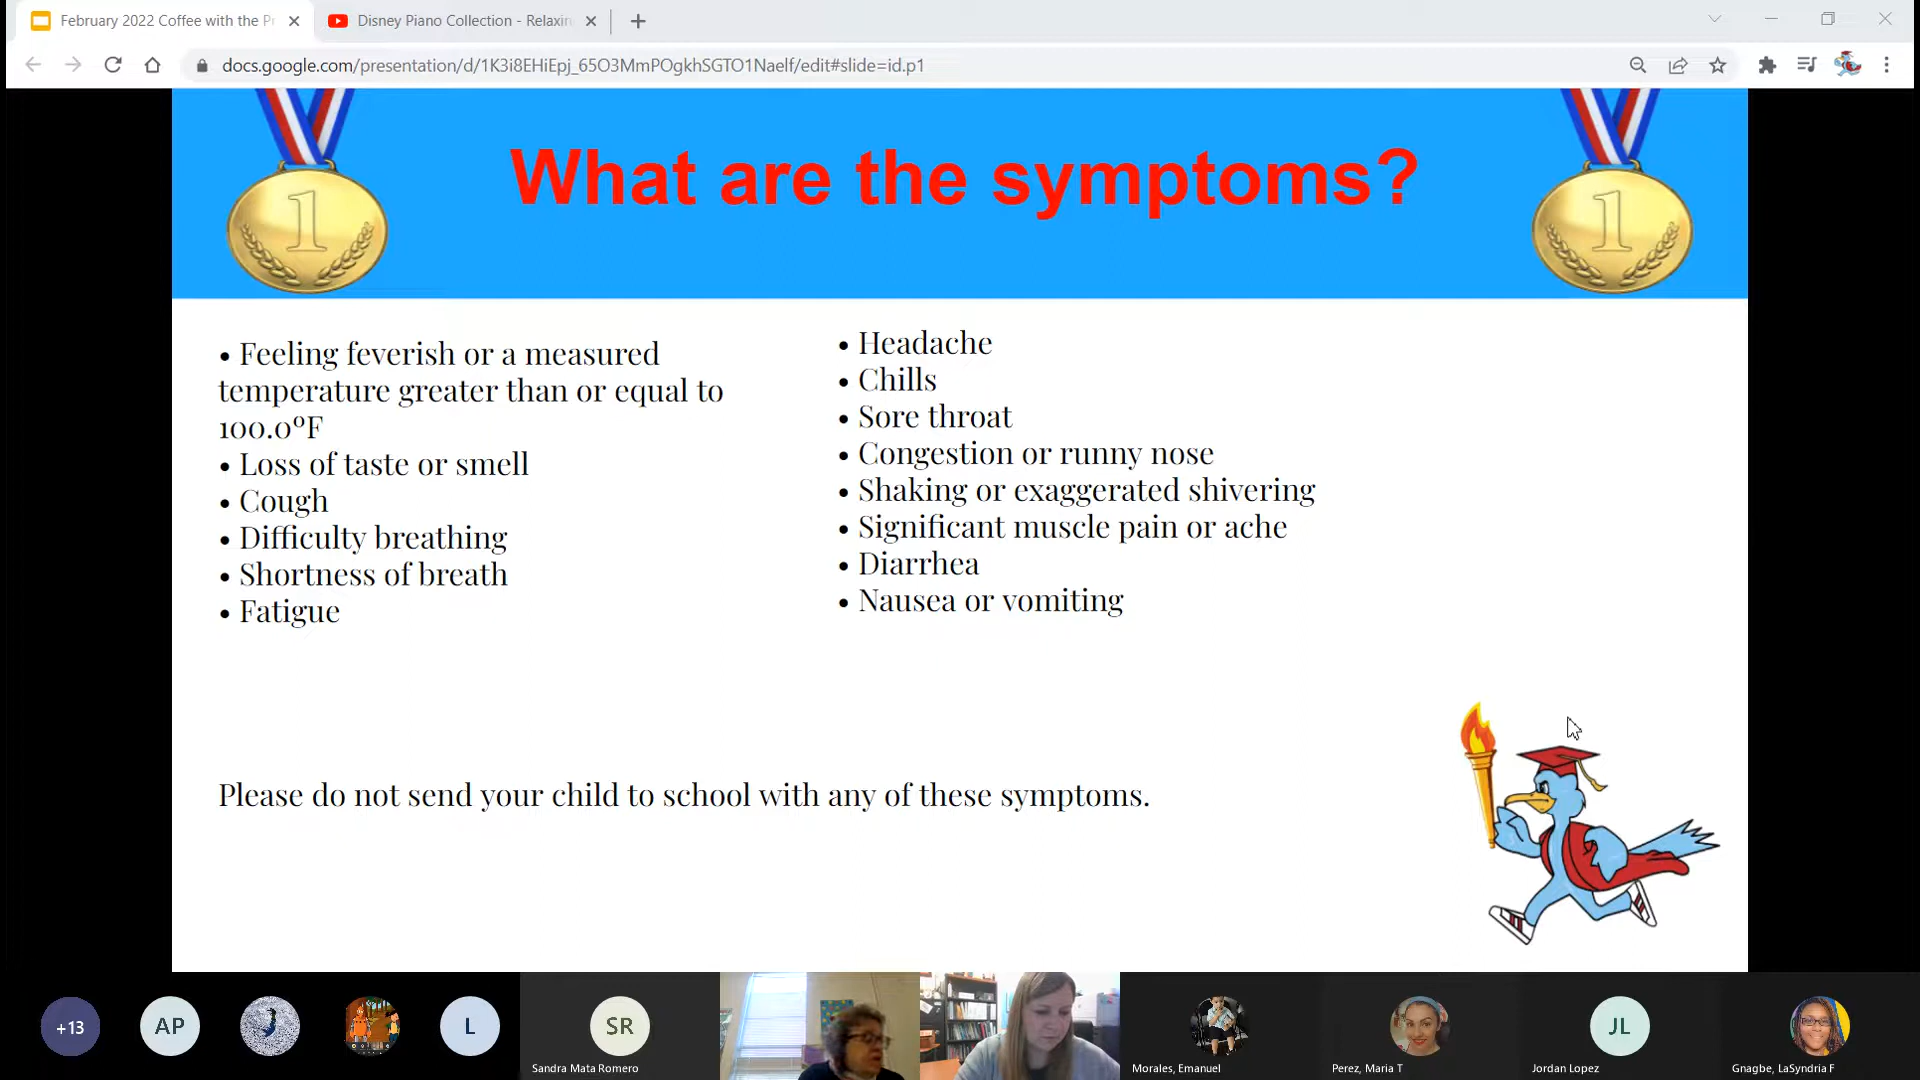 February 2022 Coffee with the Pr
Disney Piano Collection - Relaxin
docs.google.com/presentation/d/1K3i8EHiEpj_65O3MmPOgkhSGTO1Naelf/edit#slide=id.p1
What are the symptoms?
1
1
• Feeling feverish or a measured
temperature greater than or equal to
100.0ºF
• Loss of taste or smell
• Cough
• Difficulty breathing
• Shortness of breath
• Fatigue
• Headache
• Chills
• Sore throat
• Congestion or runny nose
• Shaking or exaggerated shivering
• Significant muscle pain or ache
• Diarrhea
• Nausea or vomiting
Please do not send your child to school with any of these symptoms.
+13
AP
L
SR
JL
Sandra Mata Romero
Morales, Emanuel
Perez, Maria T
Jordan Lopez
Gnagbe, LaSyndria F